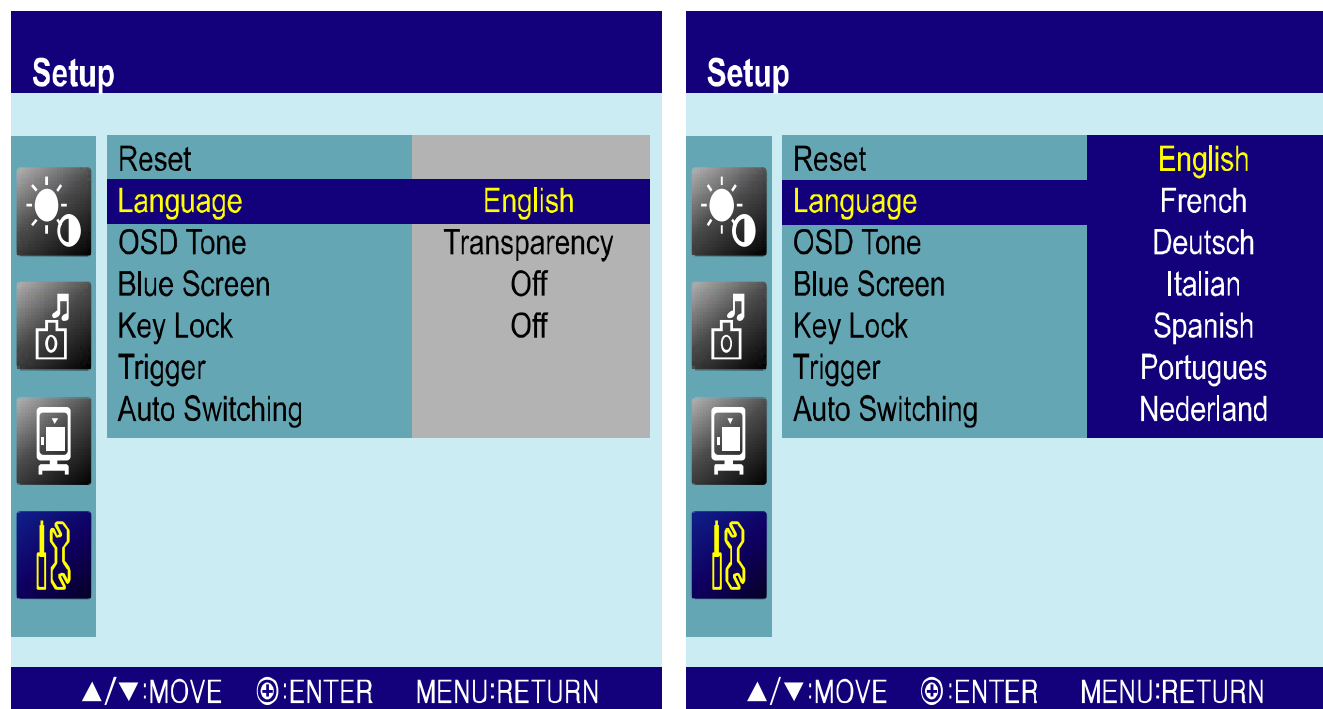 Setup
Reset
Language English
OSD Tone Transparency
Blue Screen Off
Key Lock Off
Trigger
Auto Switching
▲/▼:MOVE ⊕:ENTER MENU:RETURN
Setup
Reset English
Language French
OSD Tone Deutsch
Blue Screen Italian
Key Lock Spanish
Trigger Portugues
Auto Switching Nederland
▲/▼:MOVE ⊕:ENTER MENU:RETURN